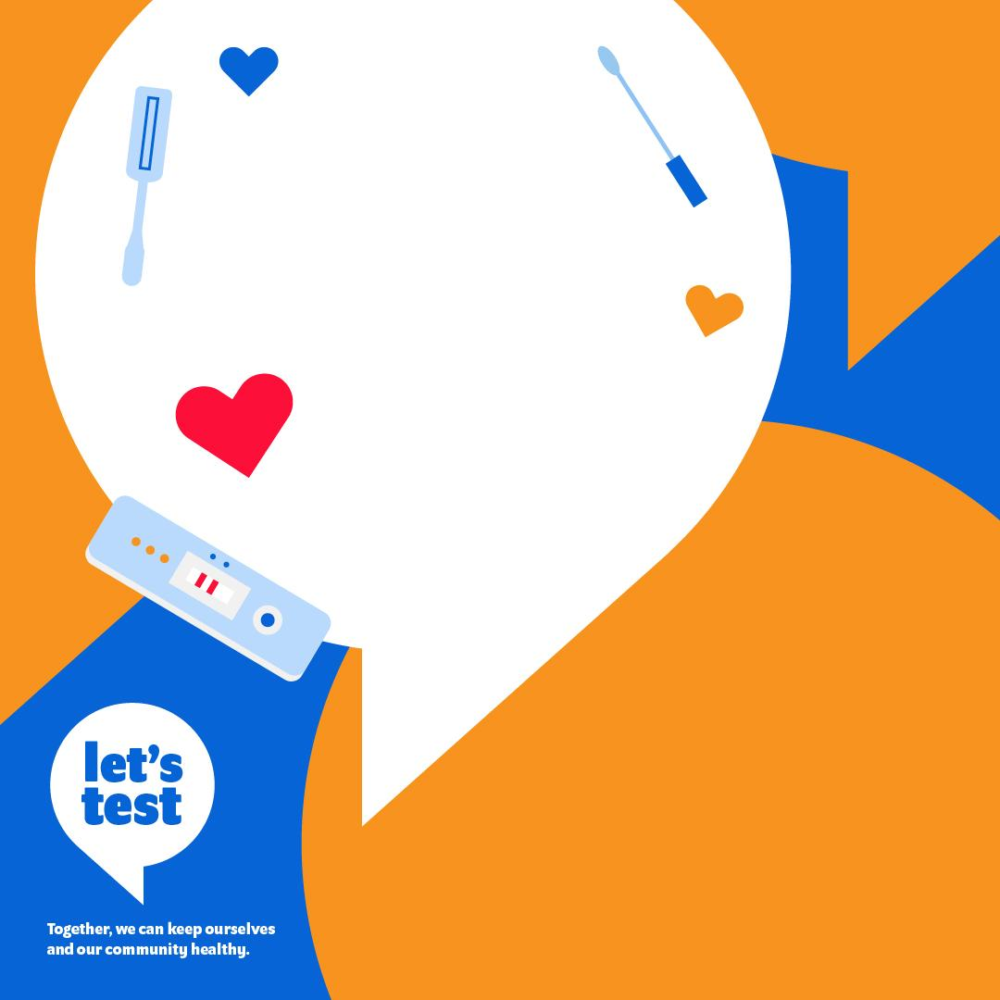 let's
test
Together, we can keep ourselves
and our community healthy.